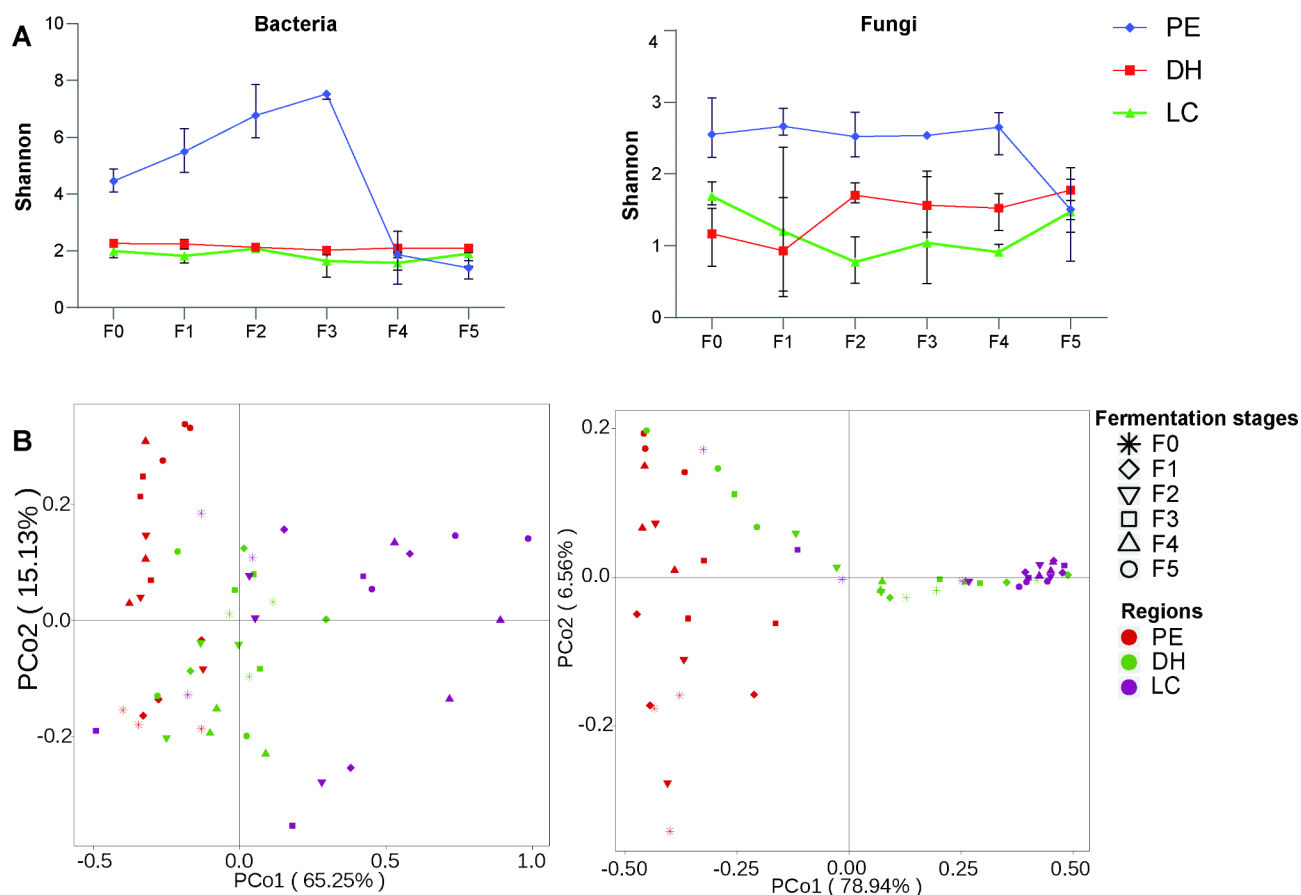 A
Bacteria
Fungi
PE
DH
LC
Shannon
10
8
6
4
2
0
F0 F1 F2 F3 F4 F5
Shannon
4
3
2
1
0
F0 F1 F2 F3 F4 F5
B
PCo2 ( 15.13%)
0.2
0.0
-0.2
-0.5 0.0 0.5 1.0
PCo1 ( 65.25%)
PCo2 ( 6.56%)
0.2
0.0
-0.2
-0.50 -0.25 0.00 0.25 0.50
PCo1 ( 78.94%)
Fermentation stages
F0
F1
F2
F3
F4
F5
Regions
PE
DH
LC